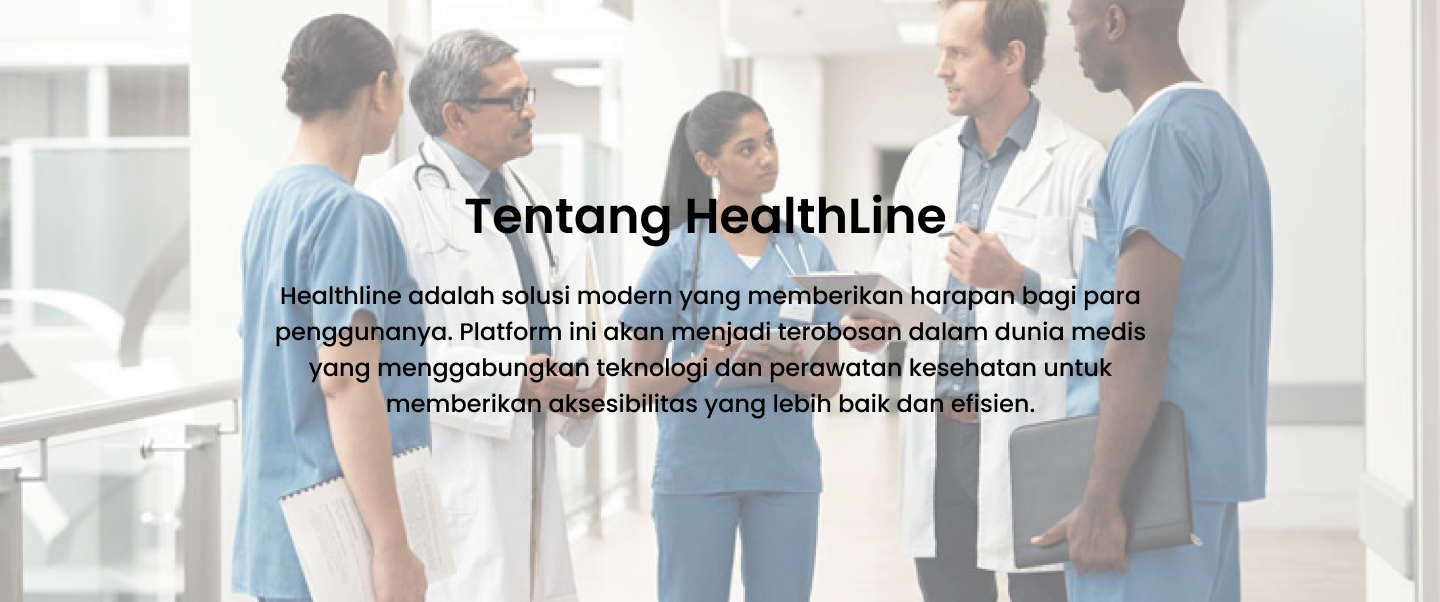 Tentang HealthLine
Healthline adalah solusi modern yang memberikan harapan bagi para
penggunanya. Platform ini akan menjadi terobosan dalam dunia medis
yang menggabungkan teknologi dan perawatan kesehatan untuk
memberikan aksesibilitas yang lebih baik dan efisien.